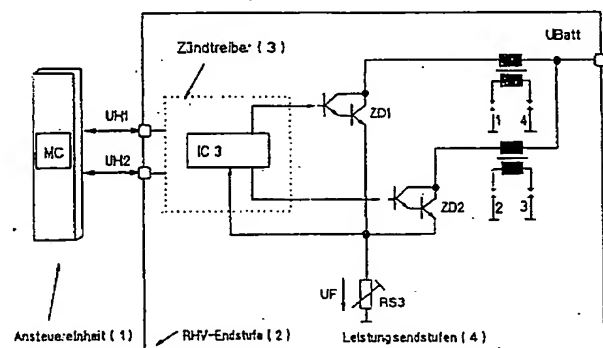 UBatt
Zündtreiber ( 3 )
ZD1
1 4
UH1
MC
IC 3
UH2
ZD2
2 3
UF
RS3
Ansteuereinheit ( 1 )
RHV-Endstufe ( 2 )
Leistungsendstufen ( 4 )